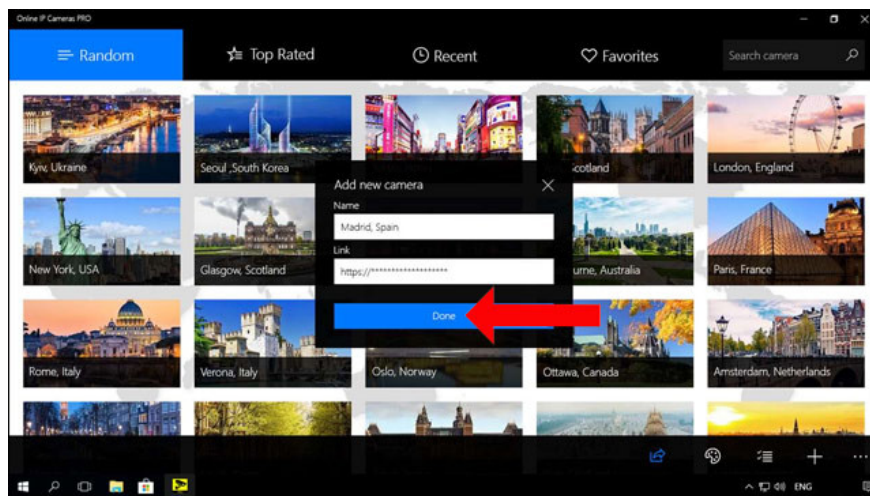 Online IP Cameras PRO
Random
Top Rated
Recent
Favorites
Search camera
Kyiv, Ukraine
Seoul ,South Korea
cotland
London, England
Add new camera
Name
Madrid, Spain
Link
https://********************
Done
New York, USA
Glasgow, Scotland
urne, Australia
Paris, France
Rome, Italy
Verona, Italy
Oslo, Norway
Ottawa, Canada
Amsterdam, Netherlands
ENG